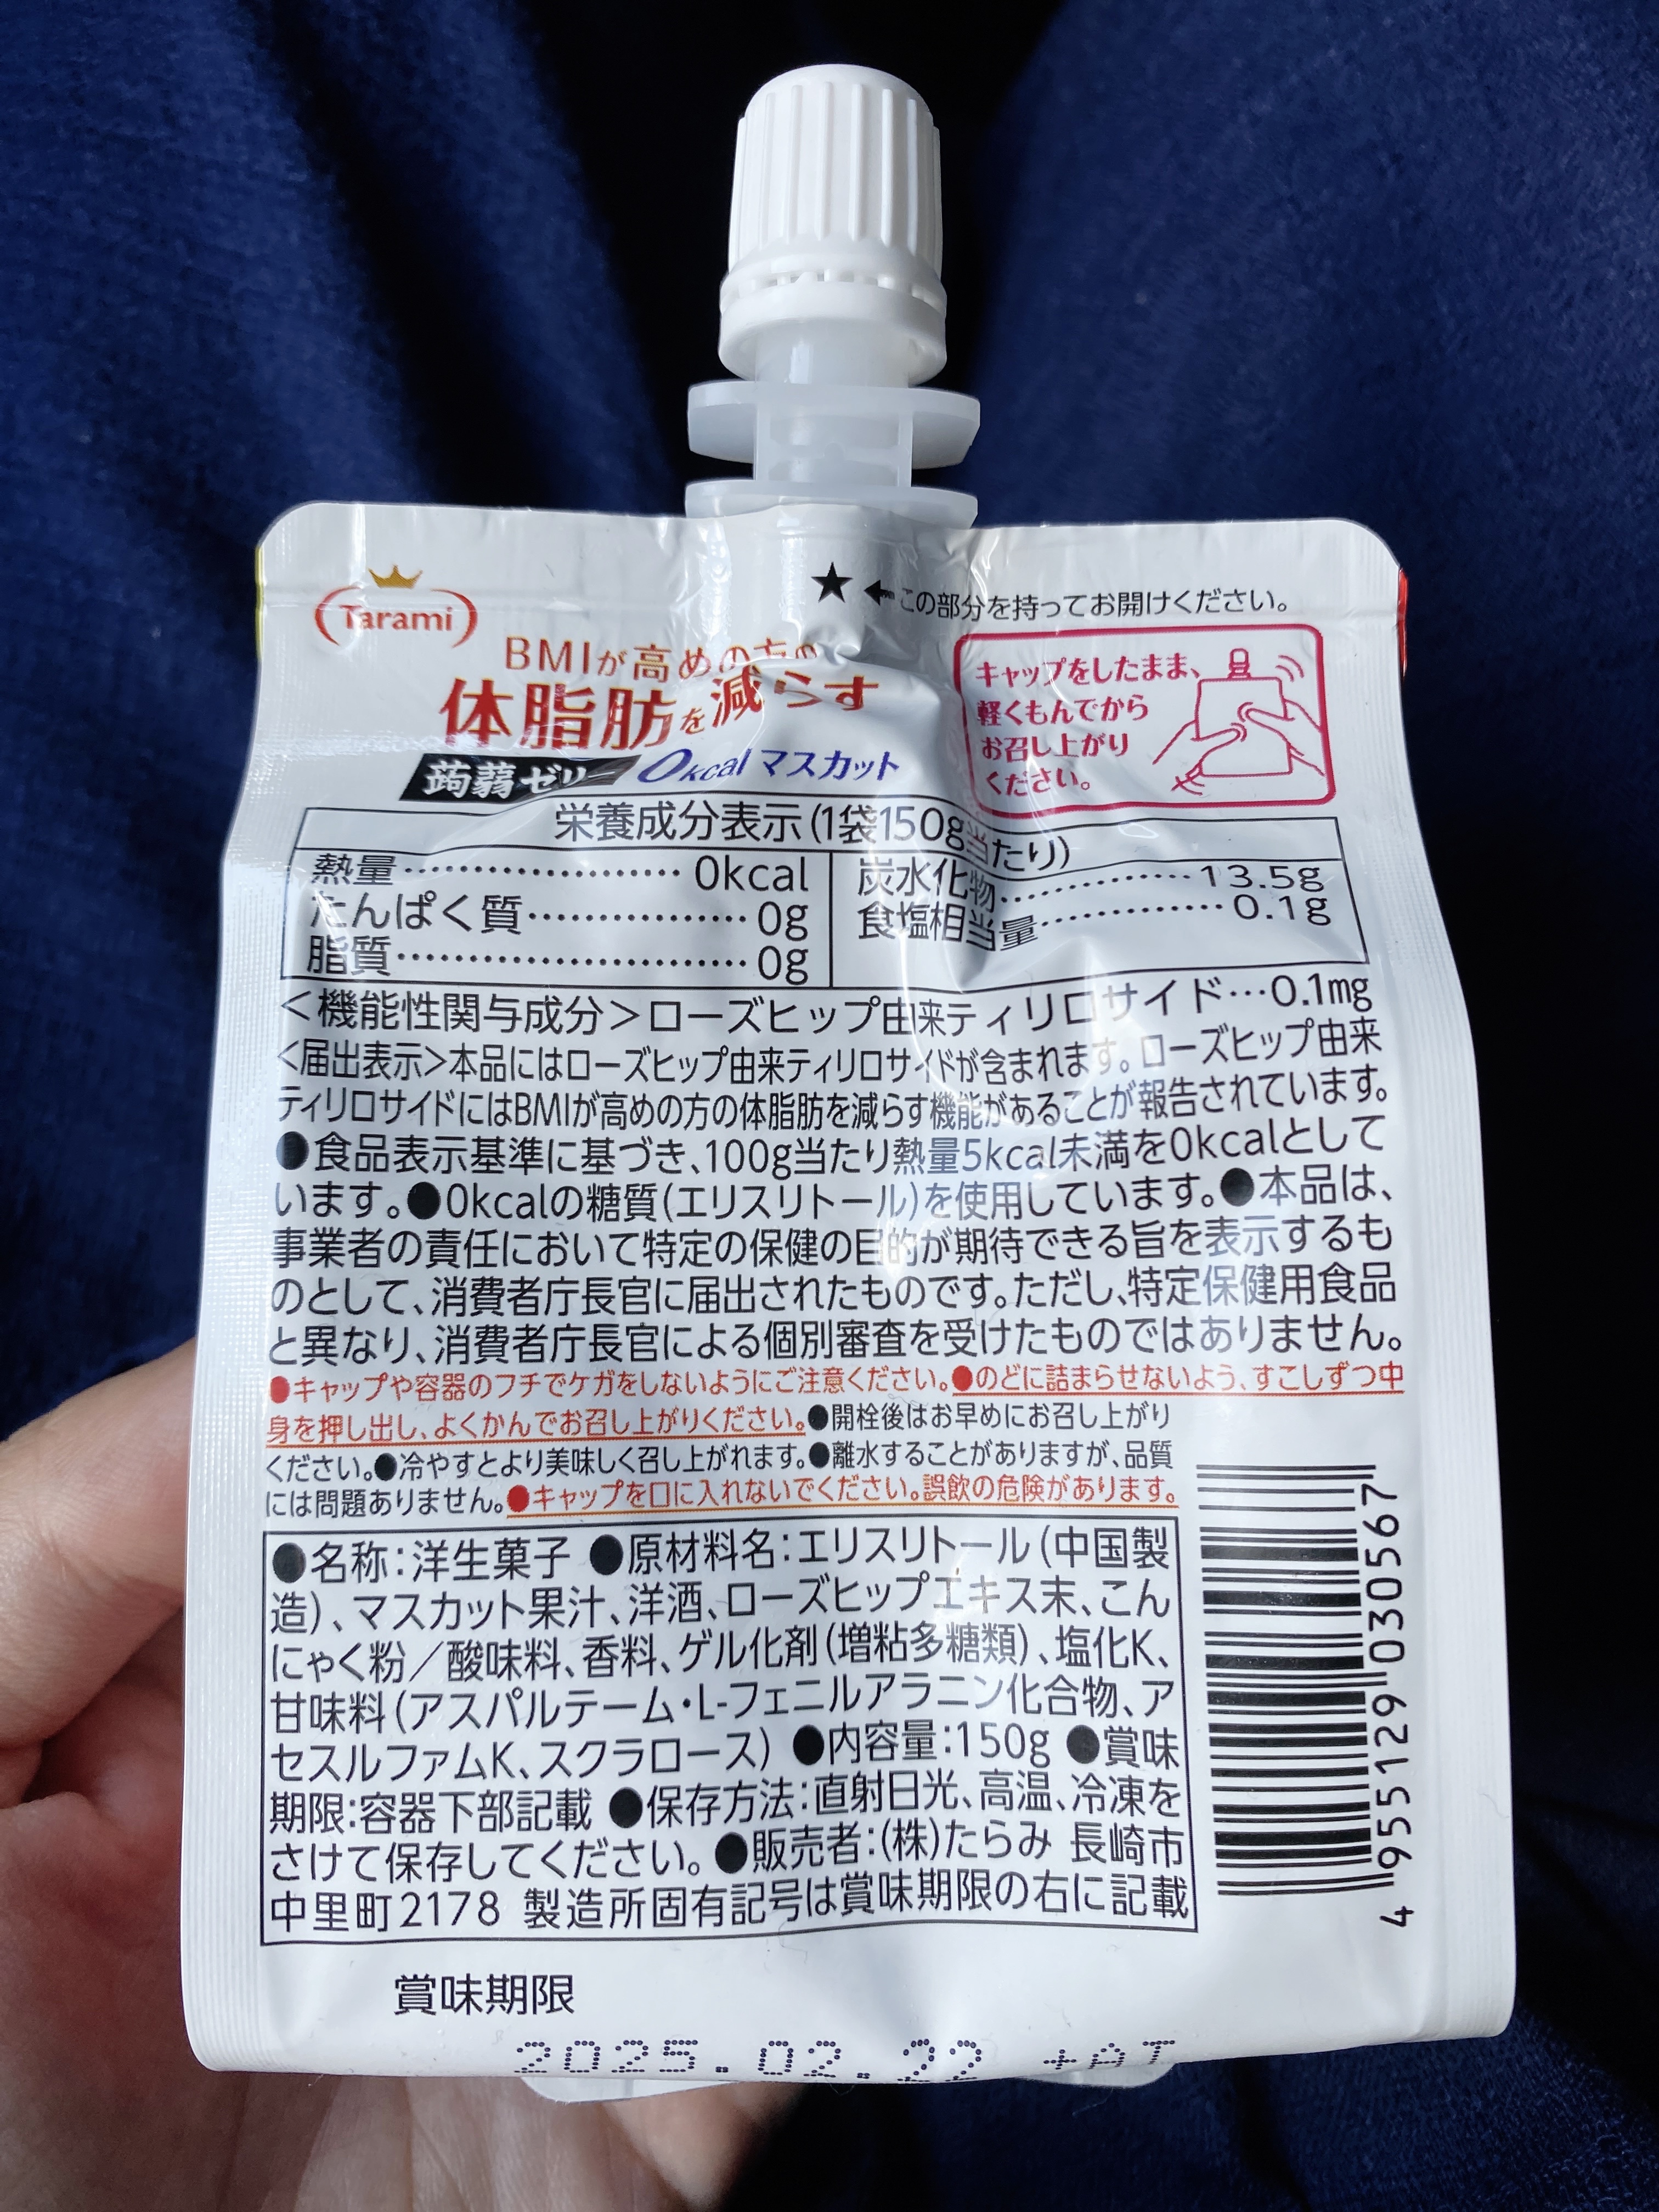 Tarami
★←この部分を持ってお開けください。
BMIが高めの方の
体脂肪を減らす
蒟蒻ゼリー 0kcal マスカット
キャップをしたまま、
軽くもんでから
お召し上がり
ください。
栄養成分表示(1袋150g当たり)
熱量…………………0kcal
たんぱく質……………0g
脂質……………………0g
炭水化物…………13.5g
食塩相当量…………0.1g
<機能性関与成分>ローズヒップ由来ティリロサイド…0.1mg
<届出表示>本品にはローズヒップ由来ティリロサイドが含まれます。ローズヒップ由来
ティリロサイドにはBMIが高めの方の体脂肪を減らす機能があることが報告されています。
●食品表示基準に基づき、100g当たり熱量5kcal未満を0kcalとして
います。●0kcalの糖質(エリスリトール)を使用しています。●本品は、
事業者の責任において特定の保健の目的が期待できる旨を表示するも
のとして、消費者庁長官に届出されたものです。ただし、特定保健用食品
と異なり、消費者庁長官による個別審査を受けたものではありません。
●キャップや容器のフチでケガをしないようにご注意ください。●のどに詰まらせないよう、すこしずつ中
身を押し出し、よくかんでお召し上がりください。●開栓後はお早めにお召し上がり
ください。●冷やすとより美味しく召し上がれます。●離水することがありますが、品質
には問題ありません。●キャップを口に入れないでください。誤飲の危険があります。
●名称:洋生菓子 ●原材料名:エリスリトール(中国製
造)、マスカット果汁、洋酒、ローズヒップエキス末、こん
にゃく粉/酸味料、香料、ゲル化剤(増粘多糖類)、塩化K、
甘味料(アスパルテーム・L-フェニルアラニン化合物、ア
セスルファムK、スクラロース) ●内容量:150g ●賞味
期限:容器下部記載 ●保存方法:直射日光、高温、冷凍を
さけて保存してください。●販売者:(株)たらみ 長崎市
中里町2178 製造所固有記号は賞味期限の右に記載
4 955129 030567
賞味期限
2025.02.22 +AT